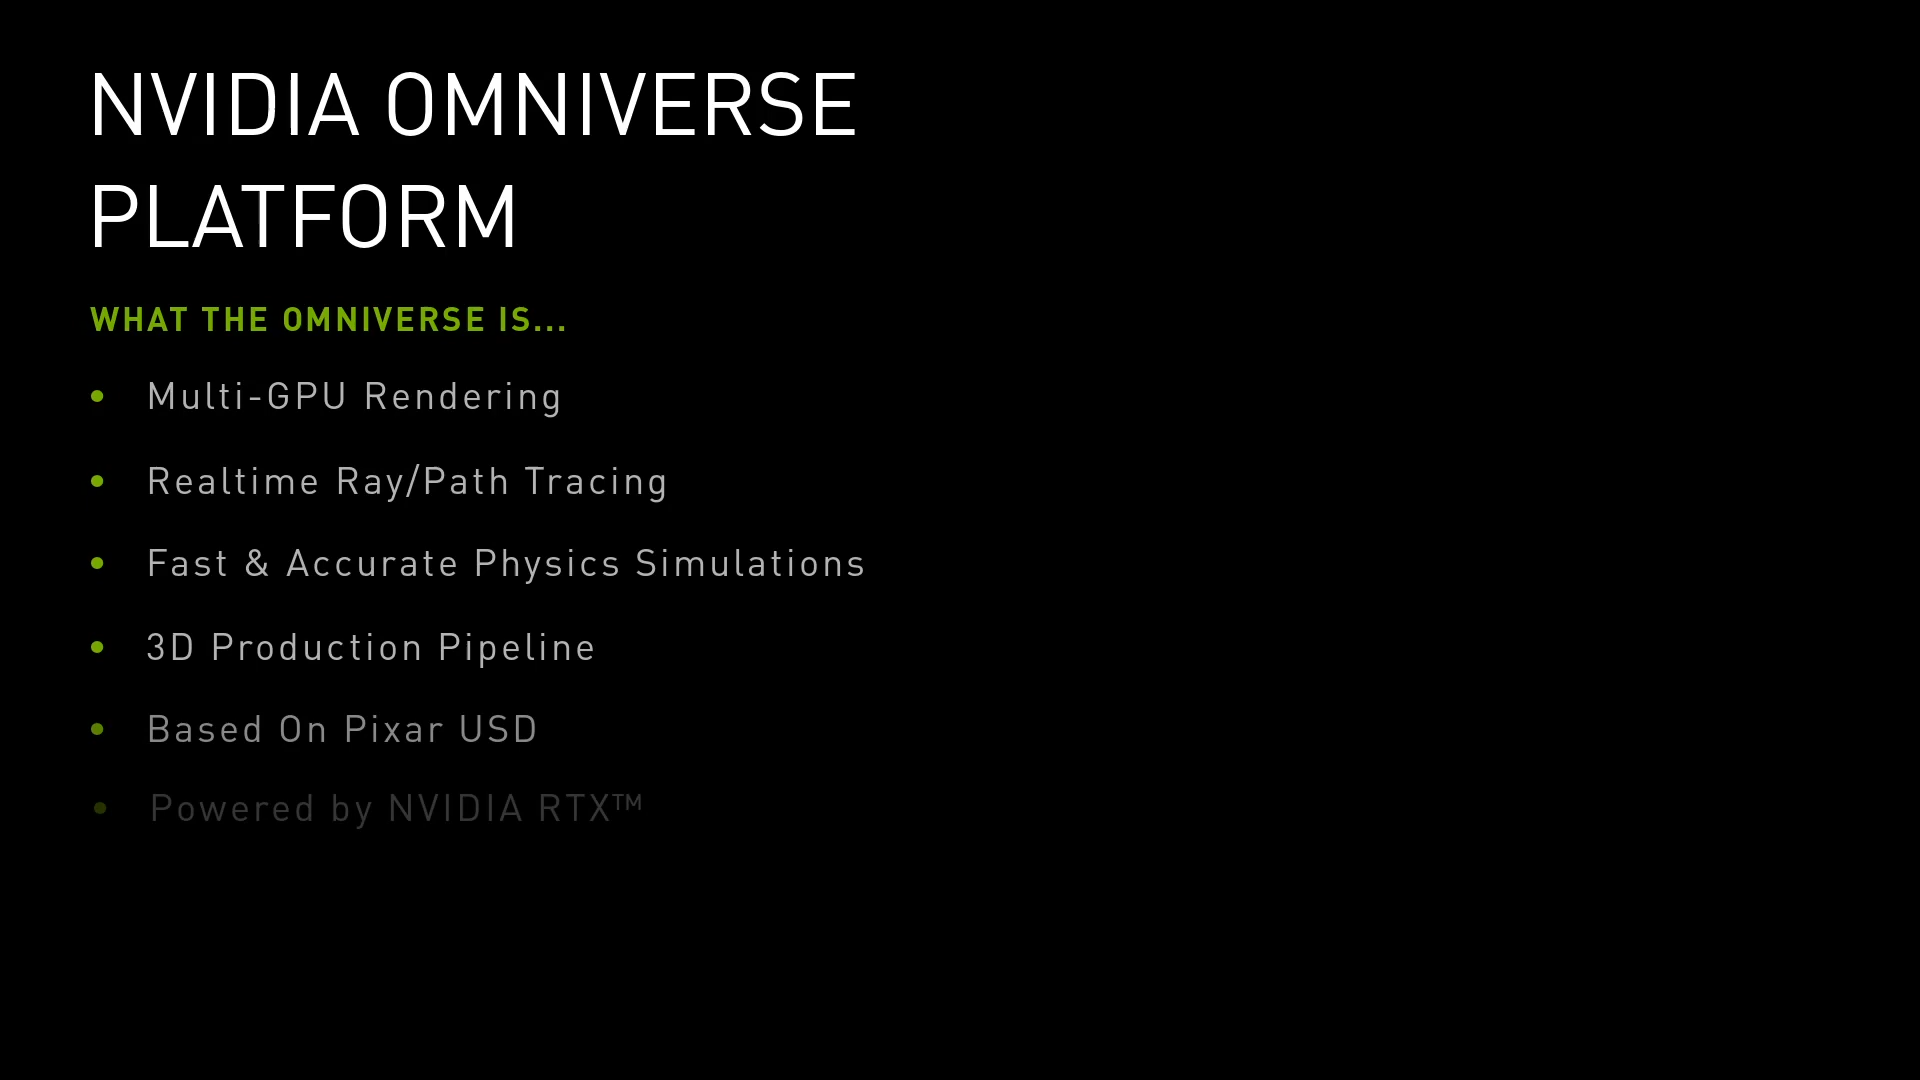 NVIDIA OMNIVERSE
PLATFORM
WHAT THE OMNIVERSE IS...
• Multi-GPU Rendering
• Realtime Ray/Path Tracing
• Fast & Accurate Physics Simulations
• 3D Production Pipeline
• Based On Pixar USD
• Powered by NVIDIA RTX™